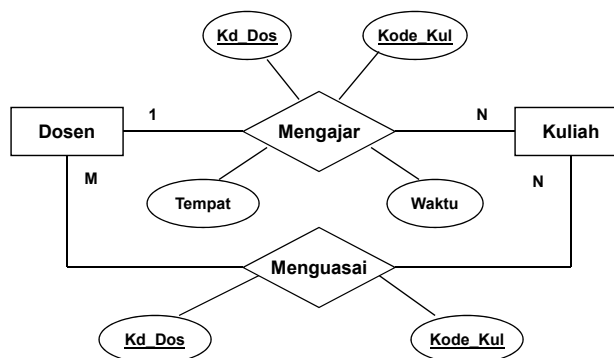 Kd_Dos
Kode_Kul
1
N
Dosen
Mengajar
Kuliah
M
N
Tempat
Waktu
Menguasai
Kd_Dos
Kode_Kul